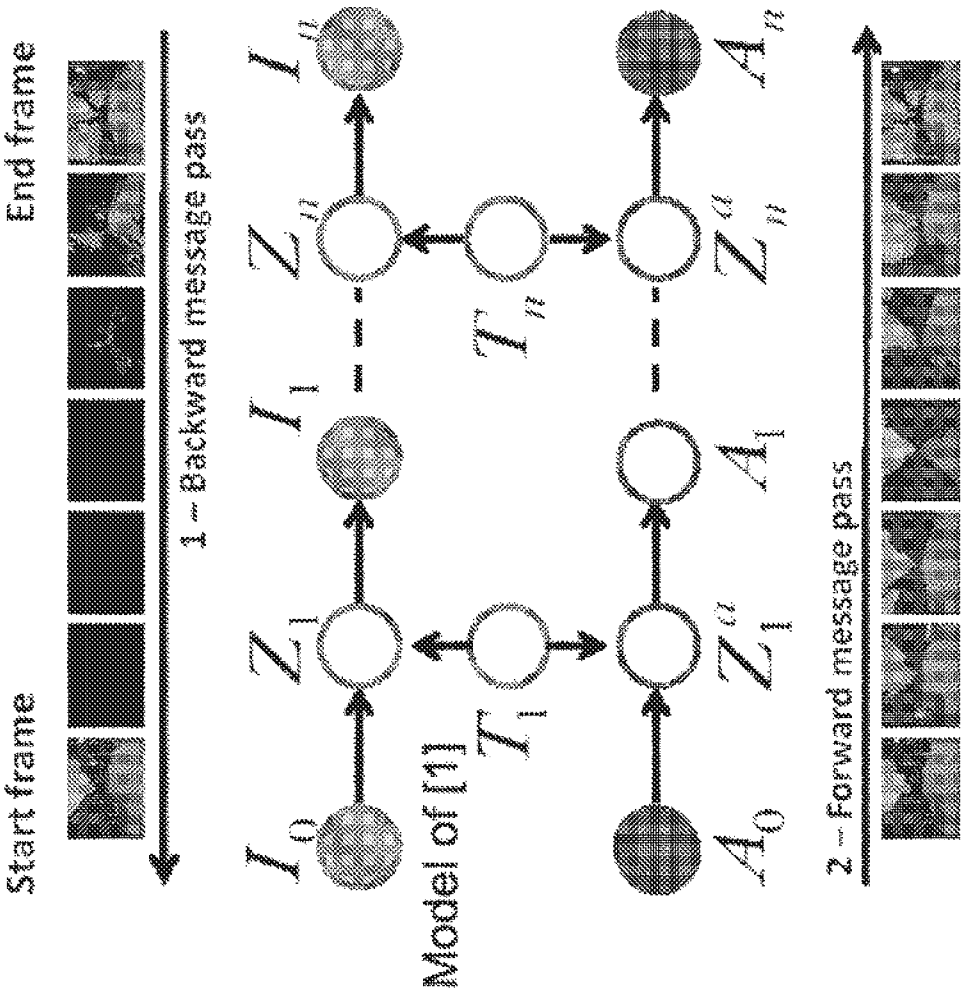 Start frame End frame
1 – Backward message pass
I₀ Z₁ I₁ Zₙ Iₙ
Model of [1]
T₁ Tₙ
A₀ Z₁ᵃ A₁ Zₙᵃ Aₙ
2 – Forward message pass